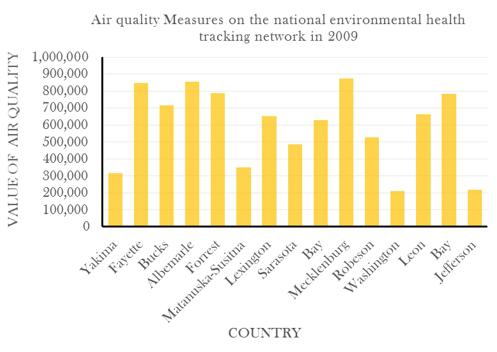 Air quality Measures on the national environmental health
tracking network in 2009
VALUE OF AIR QUALITY
1,000,000
900,000
800,000
700,000
600,000
500,000
400,000
300,000
200,000
100,000
0
Yakima
Fayette
Bucks
Albemarle
Forrest
Matanuska-Susitna
Lexington
Sarasota
Bay
Mecklenburg
Robeson
Washington
Leon
Bay
Jefferson
COUNTRY